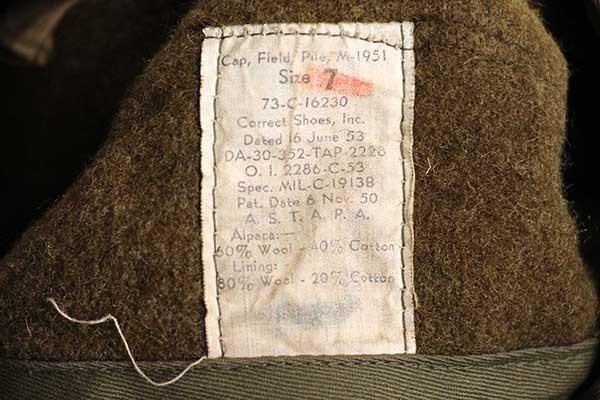 Cap, Field, Pile, M-1951
Size 7
73-C-16230
Correct Shoes, Inc.
Dated 16 June 53
DA-30-352-TAP-2228
O. I. 2286-C-53
Spec. MIL-C-1913B
Pat. Date 6 Nov. 50
A. S. T. A. P. A.
Alpaca:—
60% Wool - 40% Cotton
Lining:
80% Wool - 20% Cotton